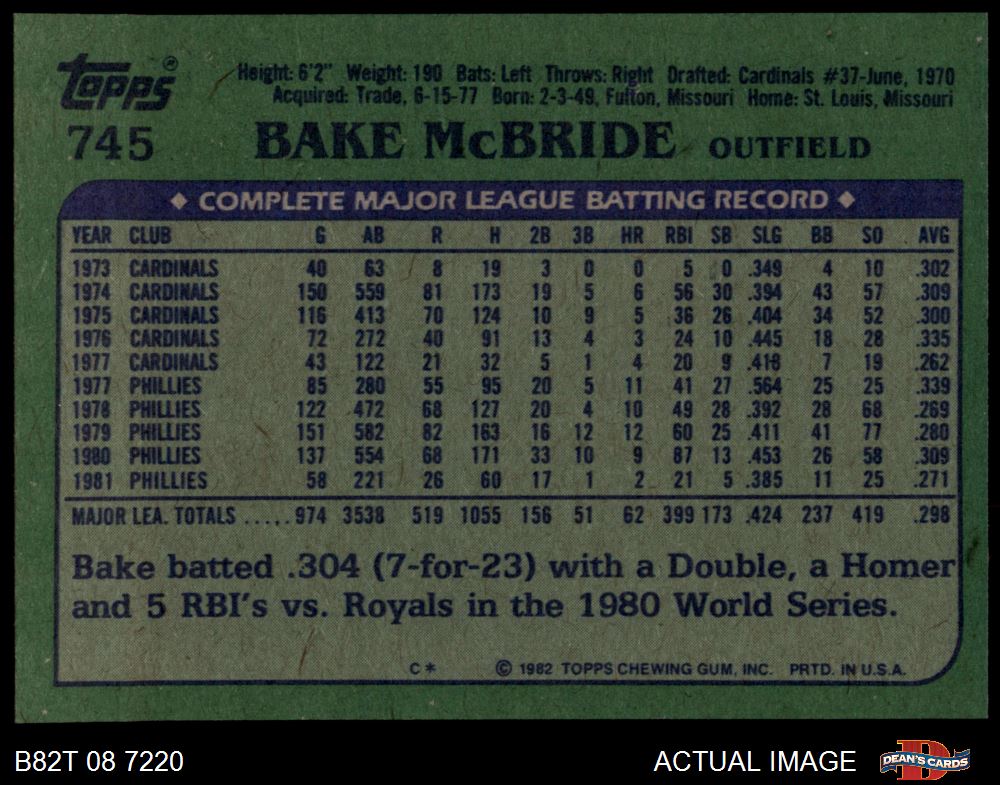 Topps®
Height: 6'2" Weight: 190 Bats: Left Throws: Right Drafted: Cardinals #37-June, 1970
Acquired: Trade, 6-15-77 Born: 2-3-49, Fulton, Missouri Home: St. Louis, Missouri
745 BAKE McBRIDE OUTFIELD
◆ COMPLETE MAJOR LEAGUE BATTING RECORD ◆
YEAR CLUB G AB R H 2B 3B HR RBI SB SLG BB SO AVG
1973 CARDINALS 40 63 8 19 3 0 0 5 0 .349 4 10 .302
1974 CARDINALS 150 559 81 173 19 5 6 56 30 .394 43 57 .309
1975 CARDINALS 116 413 70 124 10 9 5 36 26 .404 34 52 .300
1976 CARDINALS 72 272 40 91 13 4 3 24 10 .445 18 28 .335
1977 CARDINALS 43 122 21 32 5 1 4 20 9 .418 7 19 .262
1977 PHILLIES 85 280 55 95 20 5 11 41 27 .564 25 25 .339
1978 PHILLIES 122 472 68 127 20 4 10 49 28 .392 28 68 .269
1979 PHILLIES 151 582 82 163 16 12 12 60 25 .411 41 77 .280
1980 PHILLIES 137 554 68 171 33 10 9 87 13 .453 26 58 .309
1981 PHILLIES 58 221 26 60 17 1 2 21 5 .385 11 25 .271
MAJOR LEA. TOTALS ..... 974 3538 519 1055 156 51 62 399 173 .424 237 419 .298
Bake batted .304 (7-for-23) with a Double, a Homer
and 5 RBI's vs. Royals in the 1980 World Series.
C* © 1982 TOPPS CHEWING GUM, INC. PRTD. IN U.S.A.
B82T 08 7220 ACTUAL IMAGE DEAN'S CARDS